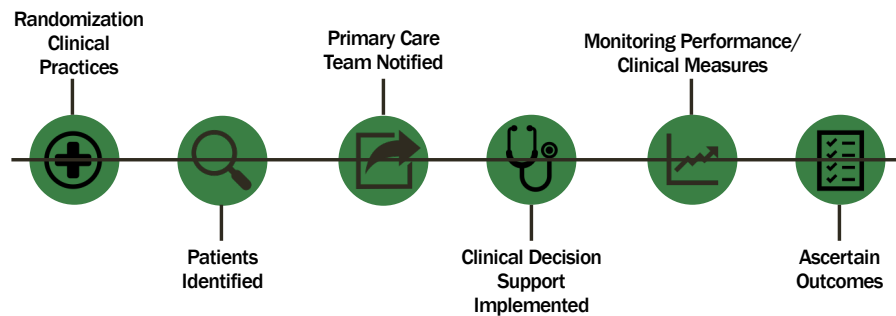 Randomization
Clinical
Practices
Patients
Identified
Primary Care
Team Notified
Clinical Decision
Support
Implemented
Monitoring Performance/
Clinical Measures
Ascertain
Outcomes